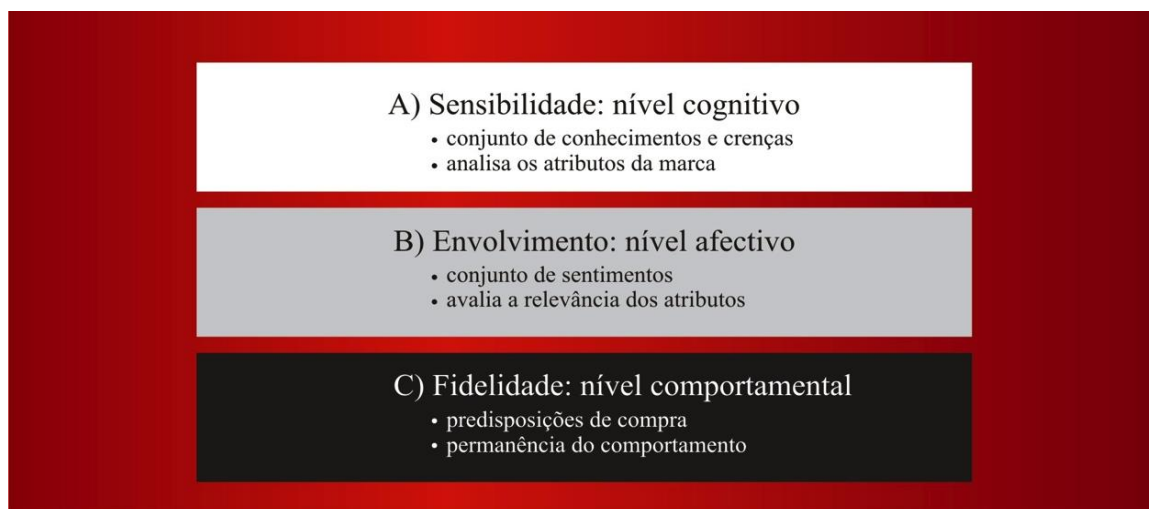 A) Sensibilidade: nível cognitivo
• conjunto de conhecimentos e crenças
• analisa os atributos da marca
B) Envolvimento: nível afectivo
• conjunto de sentimentos
• avalia a relevância dos atributos
C) Fidelidade: nível comportamental
• predisposições de compra
• permanência do comportamento